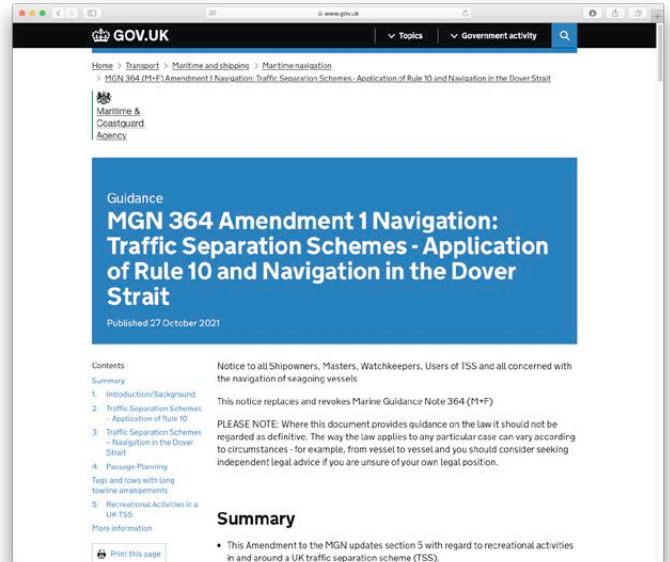 www.gov.uk
GOV.UK
Topics
Government activity
Home > Transport > Maritime and shipping > Maritime navigation
> MGN 364 (M+F) Amendment 1 Navigation: Traffic Separation Schemes - Application of Rule 10 and Navigation in the Dover Strait
Maritime &
Coastguard
Agency
Guidance
MGN 364 Amendment 1 Navigation:
Traffic Separation Schemes - Application
of Rule 10 and Navigation in the Dover
Strait
Published 27 October 2021
Contents
Summary
1. Introduction/Background
2. Traffic Separation Schemes
- Application of Rule 10
3. Traffic Separation Schemes
- Navigation in the Dover
Strait
4. Passage Planning
Tugs and tows with long
towline arrangements
5. Recreational Activities in a
UK TSS
More information
Print this page
Notice to all Shipowners, Masters, Watchkeepers, Users of TSS and all concerned with
the navigation of seagoing vessels
This notice replaces and revokes Marine Guidance Note 364 (M+F)
PLEASE NOTE: Where this document provides guidance on the law it should not be
regarded as definitive. The way the law applies to any particular case can vary according
to circumstances - for example, from vessel to vessel and you should consider seeking
independent legal advice if you are unsure of your own legal position.
Summary
• This Amendment to the MGN updates section 5 with regard to recreational activities
in and around a UK traffic separation scheme (TSS).